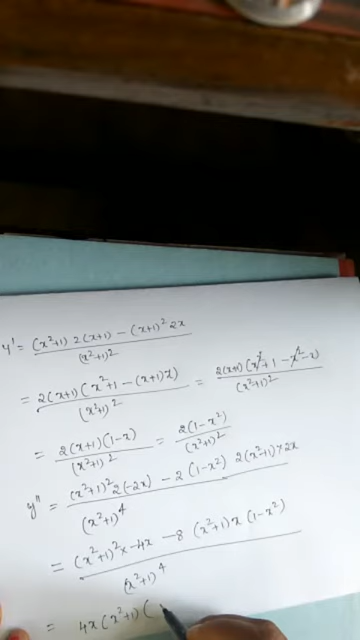 y' = (x²+1) 2(x+1) − (x+1)² 2x / (x²+1)²
= 2(x+1) (x²+1 − (x+1)x) / (x²+1)² = 2(x+1) (x²+1 − x² − x) / (x²+1)²
= 2(x+1)(1−x) / (x²+1)² = 2(1−x²) / (x²+1)²
y'' = (x²+1)² 2(−2x) − 2 (1−x²) 2(x²+1) × 2x / (x²+1)⁴
= (x²+1)² × −4x − 8 (x²+1) x (1−x²) / (x²+1)⁴
= 4x (x²+1) (